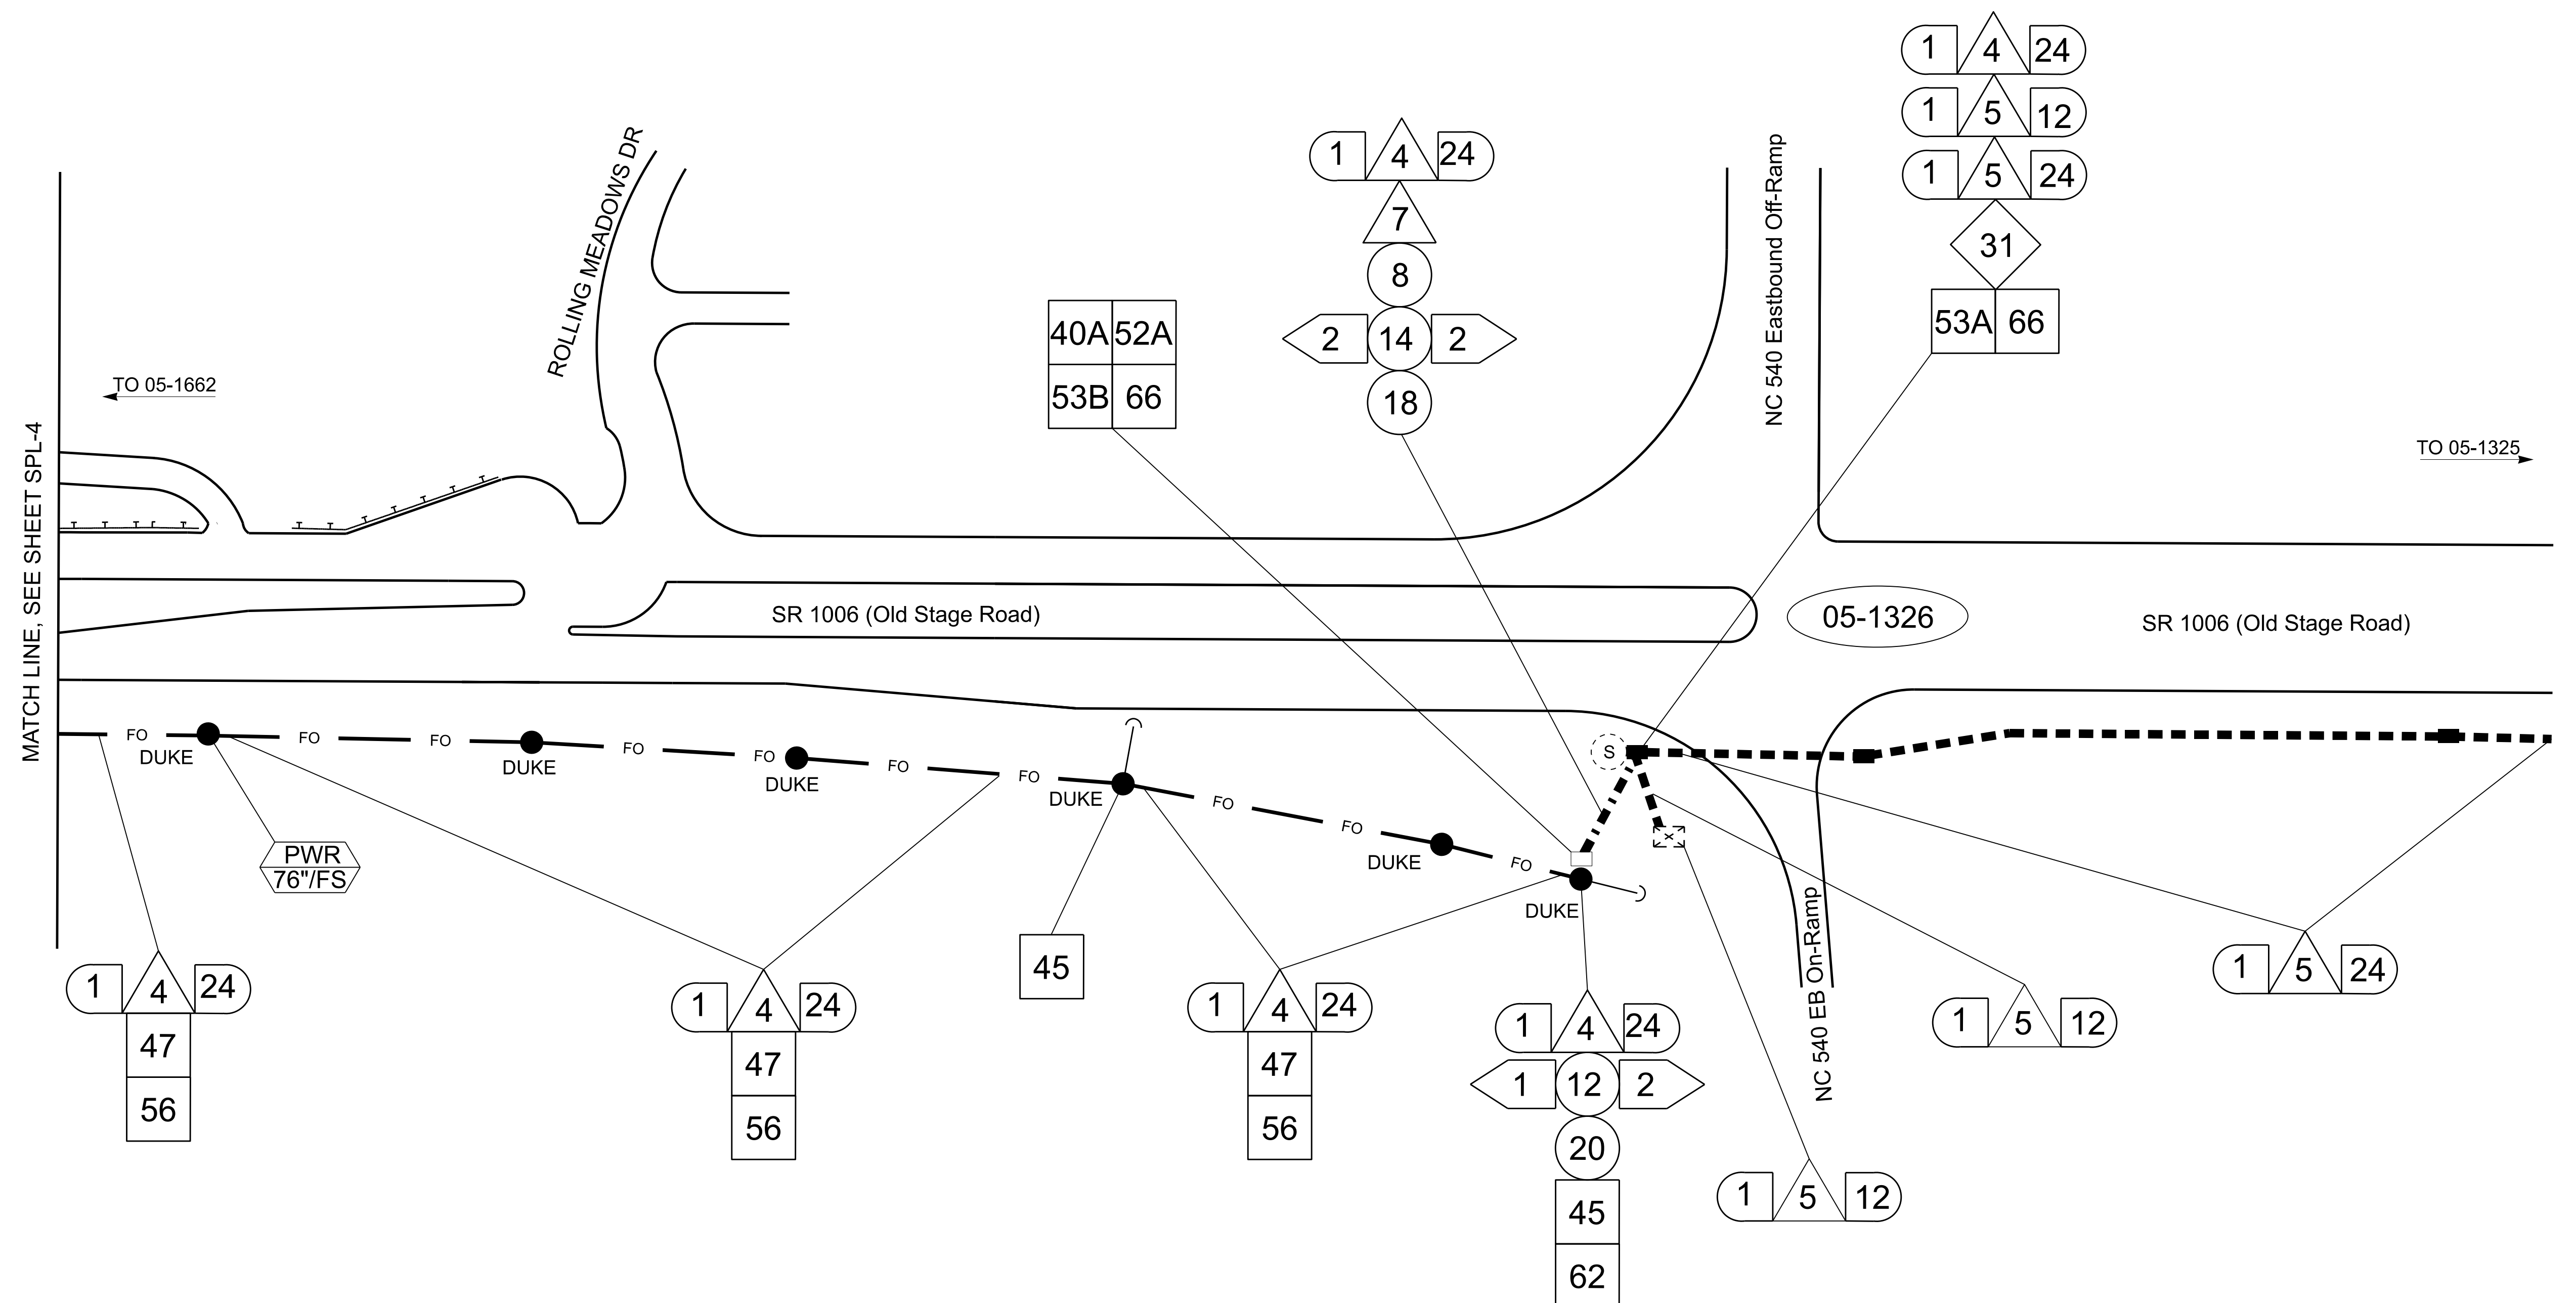 1 4 24
1 5 12
1 5 24
31
53A 66
1 4 24
7
8
2 14 2
18
40A 52A
53B 66
ROLLING MEADOWS DR
NC 540 Eastbound Off-Ramp
TO 05-1662
TO 05-1325
MATCH LINE, SEE SHEET SPL-4
SR 1006 (Old Stage Road)
05-1326
SR 1006 (Old Stage Road)
FO
FO
FO
FO
FO
FO
FO
FO
FO
FO
S
X
DUKE
DUKE
DUKE
DUKE
DUKE
DUKE
PWR
76"/FS
NC 540 EB On-Ramp
1 4 24
47
56
1 4 24
47
56
45
1 4 24
47
56
1 4 24
1 12 2
20
45
62
1 5 12
1 5 12
1 5 24